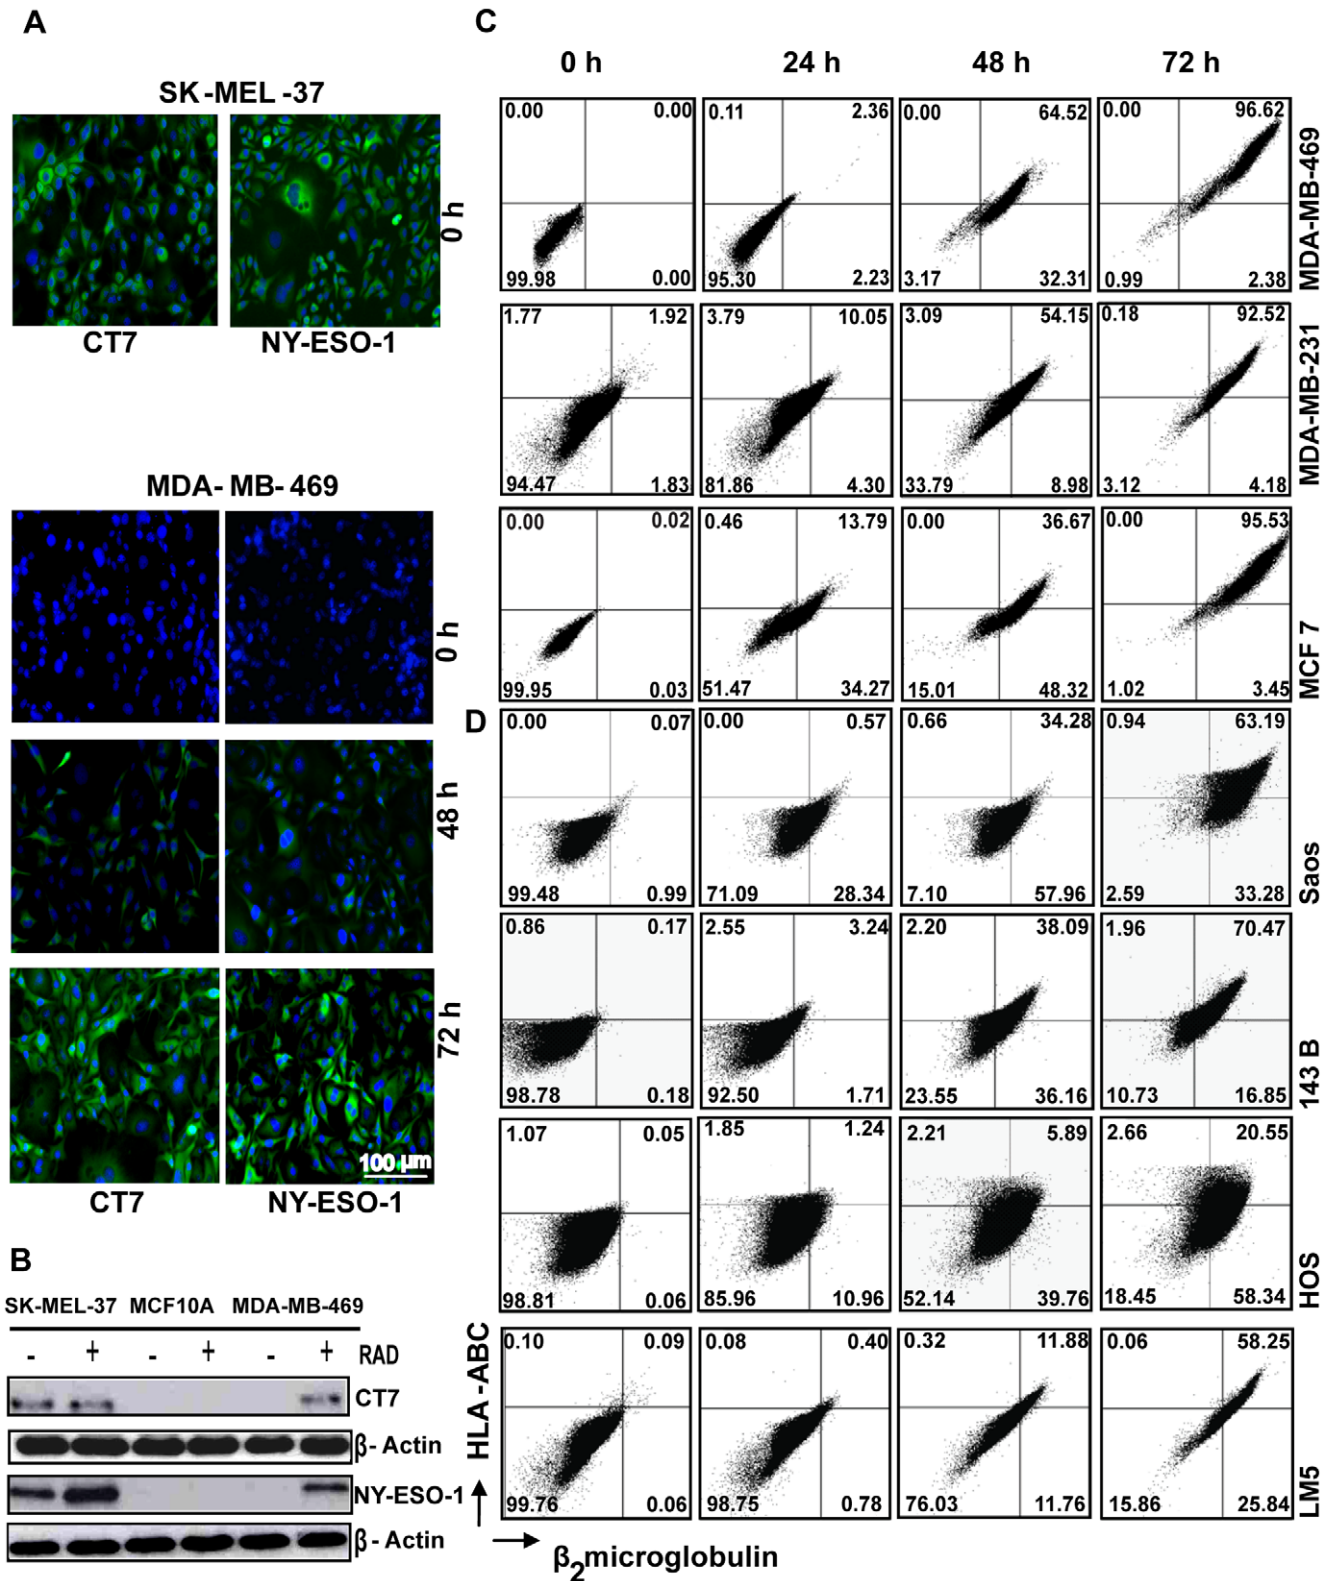 A
SK-MEL-37
0 h
CT7 NY-ESO-1
MDA-MB-469
0 h
48 h
72 h
100 µm
CT7 NY-ESO-1
B
SK-MEL-37 MCF10A MDA-MB-469
- + - + - + RAD
CT7
β-Actin
NY-ESO-1
β-Actin
C
0 h 24 h 48 h 72 h
0.00 0.00 0.11 2.36 0.00 64.52 0.00 96.62
99.98 0.00 95.30 2.23 3.17 32.31 0.99 2.38
MDA-MB-469
1.77 1.92 3.79 10.05 3.09 54.15 0.18 92.52
94.47 1.83 81.86 4.30 33.79 8.98 3.12 4.18
MDA-MB-231
0.00 0.02 0.46 13.79 0.00 36.67 0.00 95.53
99.95 0.03 51.47 34.27 15.01 48.32 1.02 3.45
MCF 7
D
0.00 0.07 0.00 0.57 0.66 34.28 0.94 63.19
99.48 0.99 71.09 28.34 7.10 57.96 2.59 33.28
Saos
0.86 0.17 2.55 3.24 2.20 38.09 1.96 70.47
98.78 0.18 92.50 1.71 23.55 36.16 10.73 16.85
143 B
1.07 0.05 1.85 1.24 2.21 5.89 2.66 20.55
98.81 0.06 85.96 10.96 52.14 39.76 18.45 58.34
HOS
0.10 0.09 0.08 0.40 0.32 11.88 0.06 58.25
99.76 0.06 98.75 0.78 76.03 11.76 15.86 25.84
LM5
HLA-ABC
β2microglobulin